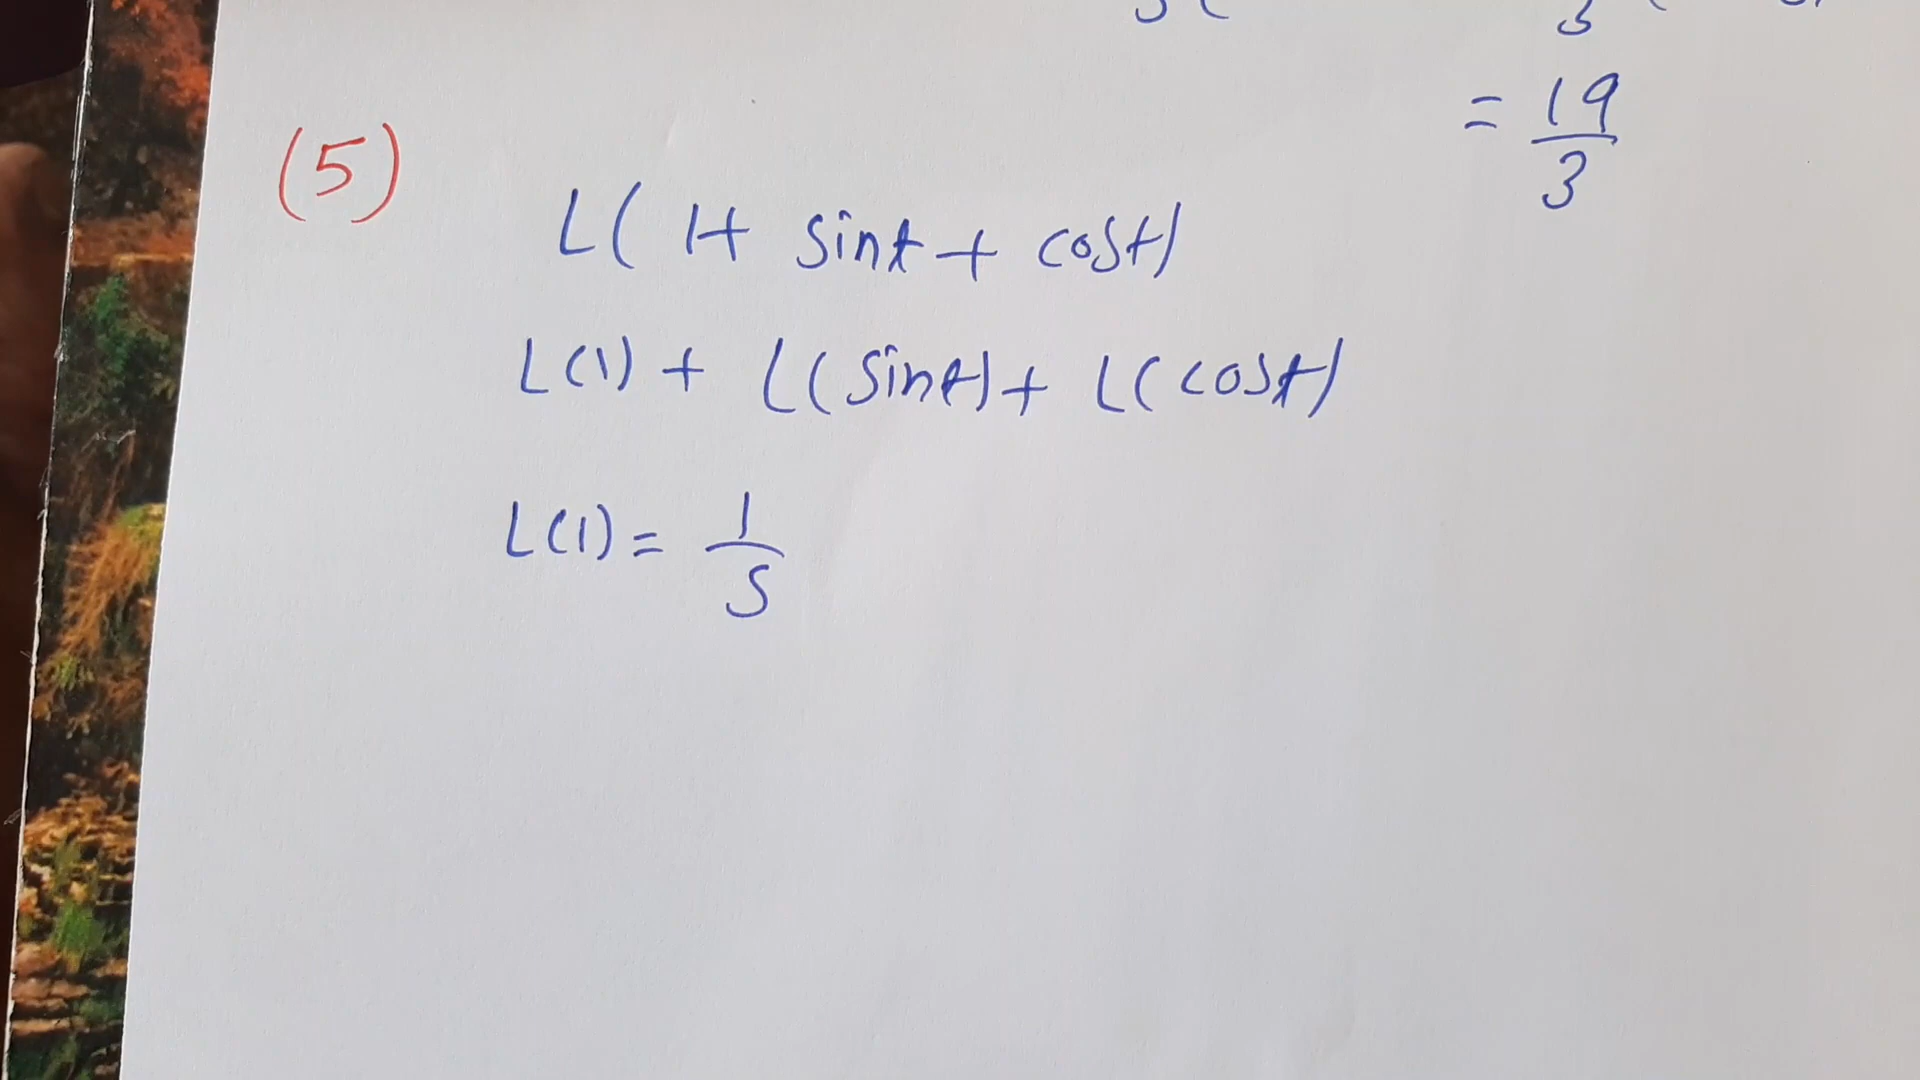 = 19/3
(5)
L( 1+ sint + cost)
L(1) + L(sint) + L(cost)
L(1) = 1/S